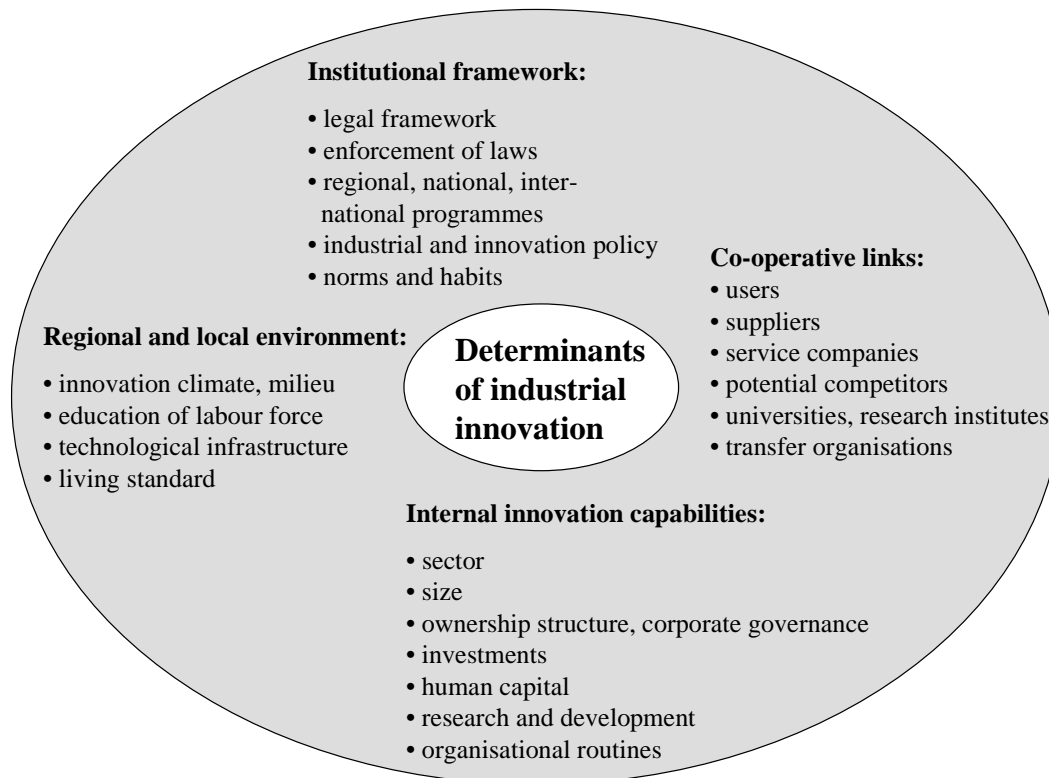 Institutional framework:
• legal framework
• enforcement of laws
• regional, national, inter-
national programmes
• industrial and innovation policy
• norms and habits
Co-operative links:
• users
• suppliers
• service companies
• potential competitors
• universities, research institutes
• transfer organisations
Regional and local environment:
• innovation climate, milieu
• education of labour force
• technological infrastructure
• living standard
Determinants
of industrial
innovation
Internal innovation capabilities:
• sector
• size
• ownership structure, corporate governance
• investments
• human capital
• research and development
• organisational routines